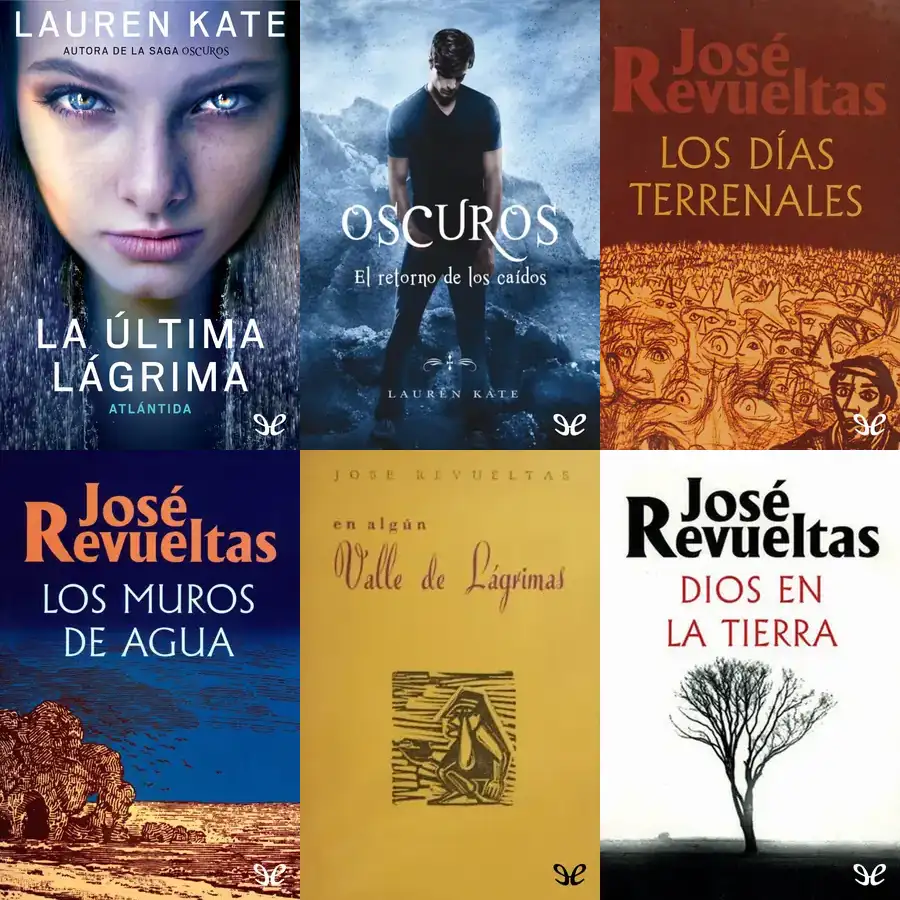 LAUREN KATE
AUTORA DE LA SAGA OSCUROS
LA ÚLTIMA
LÁGRIMA
ATLÁNTIDA
OSCUROS
El retorno de los caídos
LAUREN KATE
José
Revueltas
LOS DÍAS
TERRENALES
José
Revueltas
LOS MUROS
DE AGUA
JOSE REVUELTAS
en algún
Valle de Lágrimas
José
Revueltas
DIOS EN
LA TIERRA